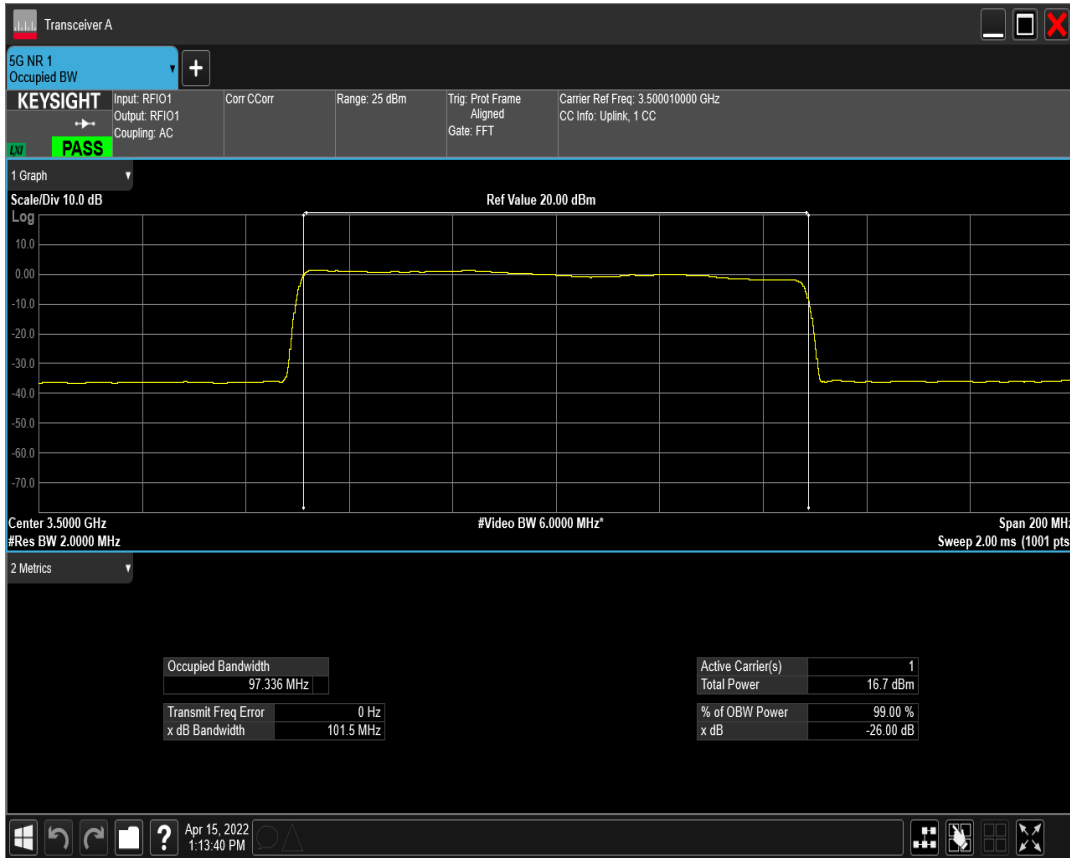 Transceiver A
5G NR 1
Occupied BW
KEYSIGHT
LXI
PASS
Input: RFIO1
Output: RFIO1
Coupling: AC
Corr CCorr
Range: 25 dBm
Trig: Prot Frame
Aligned
Gate: FFT
Carrier Ref Freq: 3.500010000 GHz
CC Info: Uplink, 1 CC
1 Graph
Scale/Div 10.0 dB
Ref Value 20.00 dBm
Log
10.0
0.00
-10.0
-20.0
-30.0
-40.0
-50.0
-60.0
-70.0
Center 3.5000 GHz
#Video BW 6.0000 MHz*
Span 200 MHz
#Res BW 2.0000 MHz
Sweep 2.00 ms (1001 pts
2 Metrics
Occupied Bandwidth
97.336 MHz
Transmit Freq Error 0 Hz
x dB Bandwidth 101.5 MHz
Active Carrier(s) 1
Total Power 16.7 dBm
% of OBW Power 99.00 %
x dB -26.00 dB
?
Apr 15, 2022
1:13:40 PM